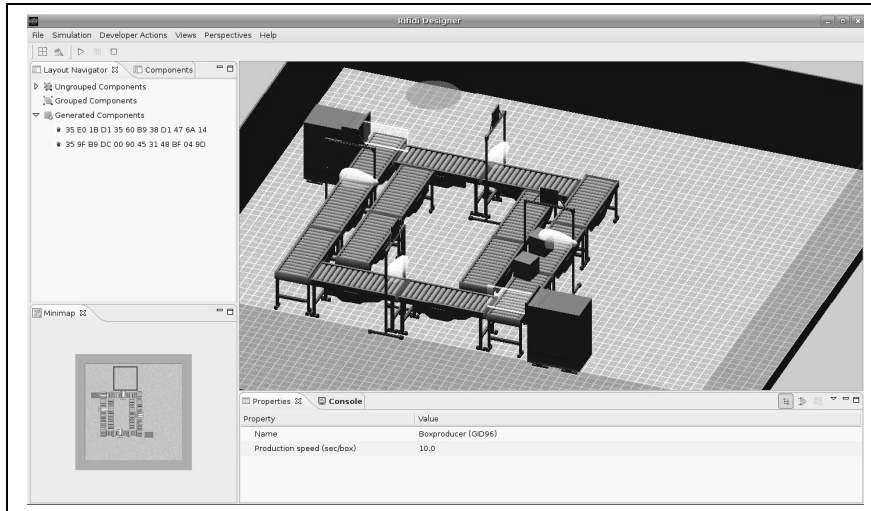 Rifidi Designer
File Simulation Developer Actions Views Perspectives Help
Layout Navigator Components
Ungrouped Components
Grouped Components
Generated Components
35 E0 1B D1 35 60 B9 38 D1 47 6A 14
35 9F B9 DC 00 90 45 31 48 BF 04 9D
Minimap
Properties Console
Property Value
Name Boxproducer (GID96)
Production speed (sec/box) 10.0